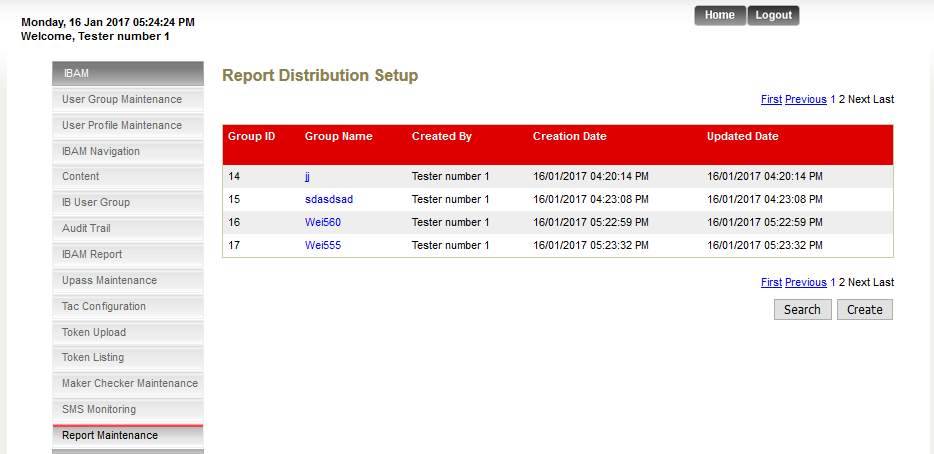 Home Logout
Monday, 16 Jan 2017 05:24:24 PM
Welcome, Tester number 1
IBAM
User Group Maintenance
User Profile Maintenance
IBAM Navigation
Content
IB User Group
Audit Trail
IBAM Report
Upass Maintenance
Tac Configuration
Token Upload
Token Listing
Maker Checker Maintenance
SMS Monitoring
Report Maintenance
Report Distribution Setup
First Previous 1 2 Next Last
Group ID Group Name Created By Creation Date Updated Date
14 jj Tester number 1 16/01/2017 04:20:14 PM 16/01/2017 04:20:14 PM
15 sdasdsad Tester number 1 16/01/2017 04:23:08 PM 16/01/2017 04:23:08 PM
16 Wei560 Tester number 1 16/01/2017 05:22:59 PM 16/01/2017 05:22:59 PM
17 Wei555 Tester number 1 16/01/2017 05:23:32 PM 16/01/2017 05:23:32 PM
First Previous 1 2 Next Last
Search Create